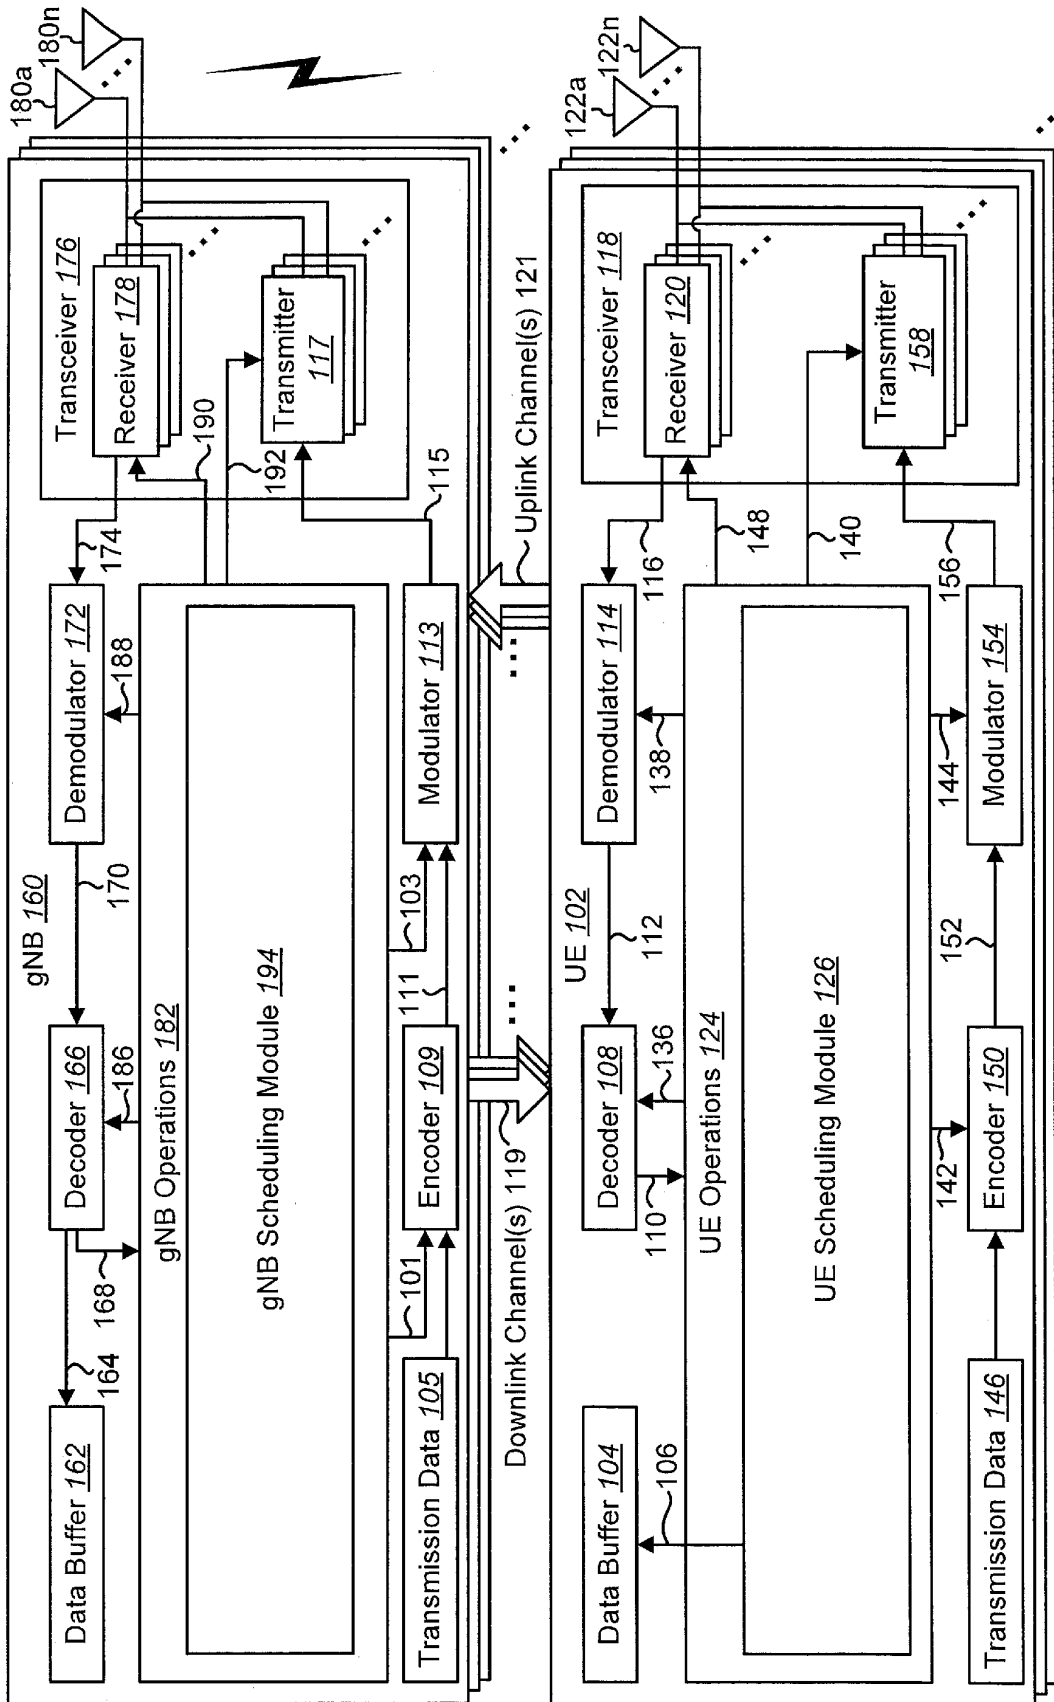 gNB 160
180a
180n
Data Buffer 162
164
168
Decoder 166
186
170
Demodulator 172
188
174
Transceiver 176
Receiver 178
190
192
Transmitter
117
gNB Operations 182
gNB Scheduling Module 194
Transmission Data 105
101
Encoder 109
111
103
Modulator 113
115
Downlink Channel(s) 119
Uplink Channel(s) 121
UE 102
122a
122n
Data Buffer 104
106
Decoder 108
110
136
112
Demodulator 114
138
116
Transceiver 118
Receiver 120
148
140
Transmitter
158
UE Operations 124
UE Scheduling Module 126
Transmission Data 146
142
Encoder 150
152
144
Modulator 154
156